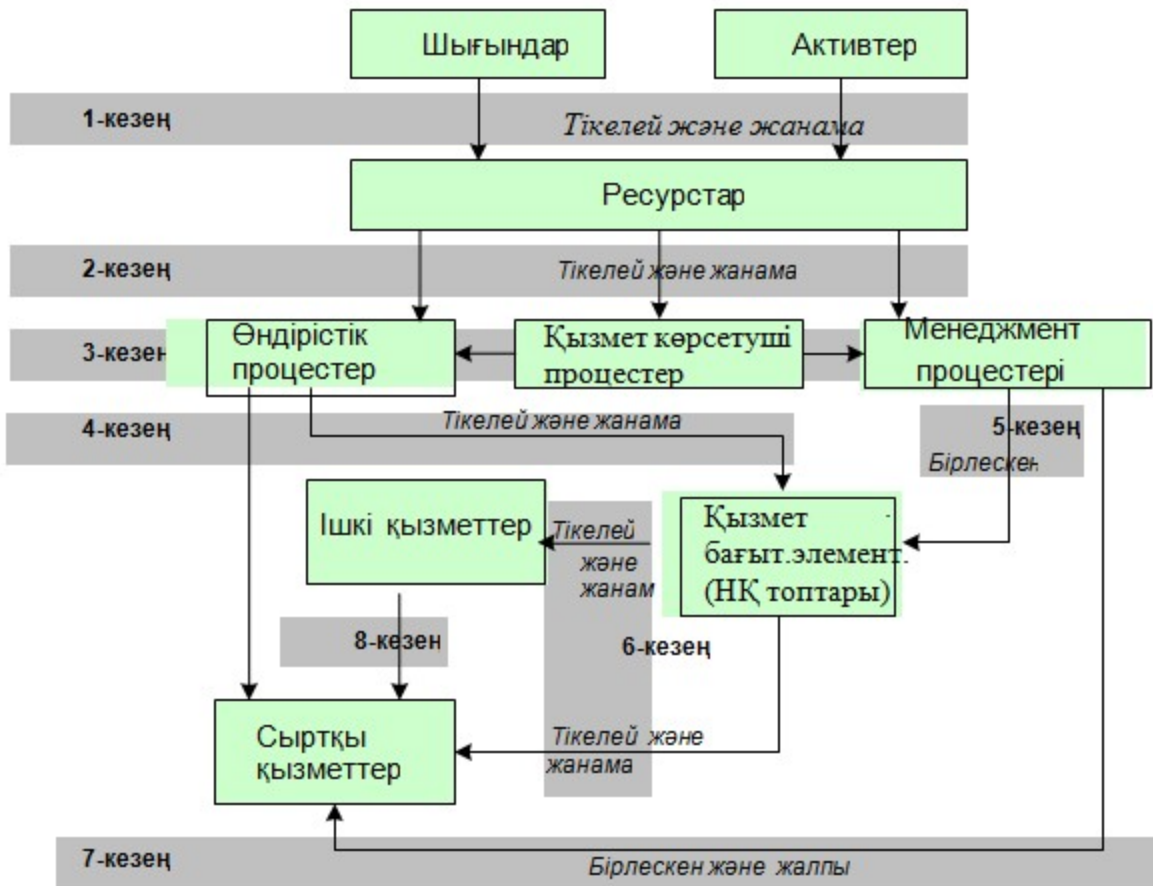 Шығындар
Активтер
1-кезең
Тікелей және жанама
Ресурстар
2-кезең
Тікелей және жанама
3-кезең
Өндірістік
процестер
Қызмет көрсетуші
процестер
Менеджмент
процестері
4-кезең
Тікелей және жанама
5-кезең
Бірлескен
Ішкі қызметтер
Тікелей
және
жанам
Қызмет
бағыт.элемент.
(НҚ топтары)
8-кезең
6-кезең
Сыртқы
қызметтер
Тікелей және
жанама
7-кезең
Бірлескен және жалпы